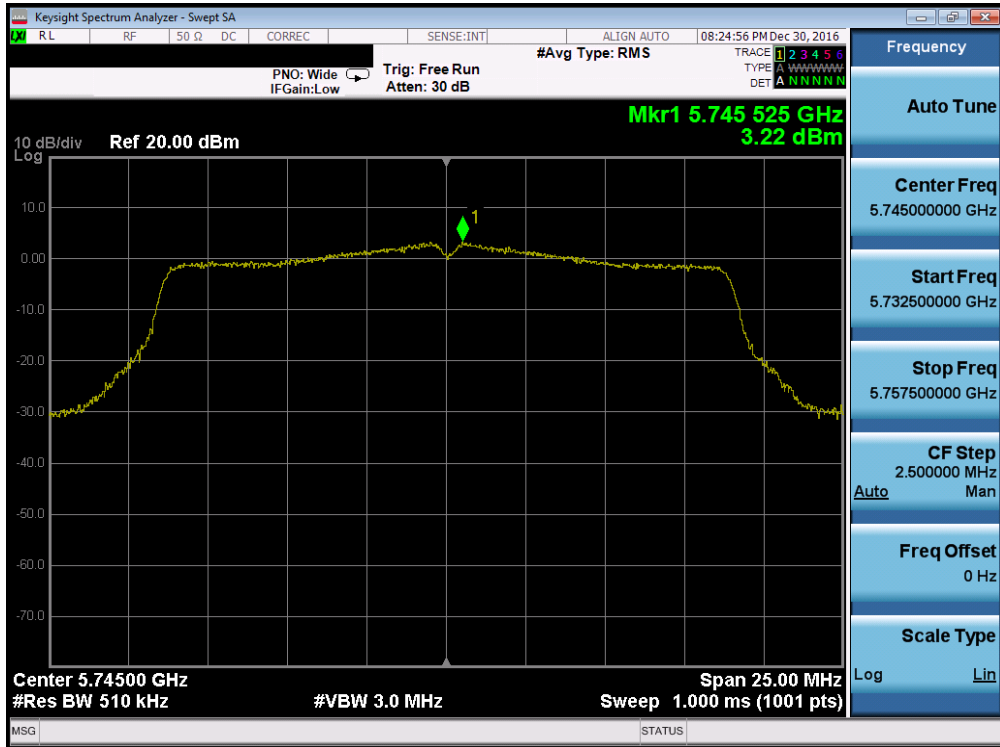 Keysight Spectrum Analyzer - Swept SA
LXI RL RF 50 Ω DC CORREC SENSE:INT ALIGN AUTO 08:24:56 PM Dec 30, 2016
#Avg Type: RMS TRACE 1 2 3 4 5 6
PNO: Wide Trig: Free Run TYPE A WWWWW
IFGain:Low Atten: 30 dB DET A N N N N N
Mkr1 5.745 525 GHz
10 dB/div Ref 20.00 dBm 3.22 dBm
Log
1
10.0
0.00
-10.0
-20.0
-30.0
-40.0
-50.0
-60.0
-70.0
Center 5.74500 GHz Span 25.00 MHz
#Res BW 510 kHz #VBW 3.0 MHz Sweep 1.000 ms (1001 pts)
MSG STATUS
Frequency
Auto Tune
Center Freq
5.745000000 GHz
Start Freq
5.732500000 GHz
Stop Freq
5.757500000 GHz
CF Step
2.500000 MHz
Auto Man
Freq Offset
0 Hz
Scale Type
Log Lin